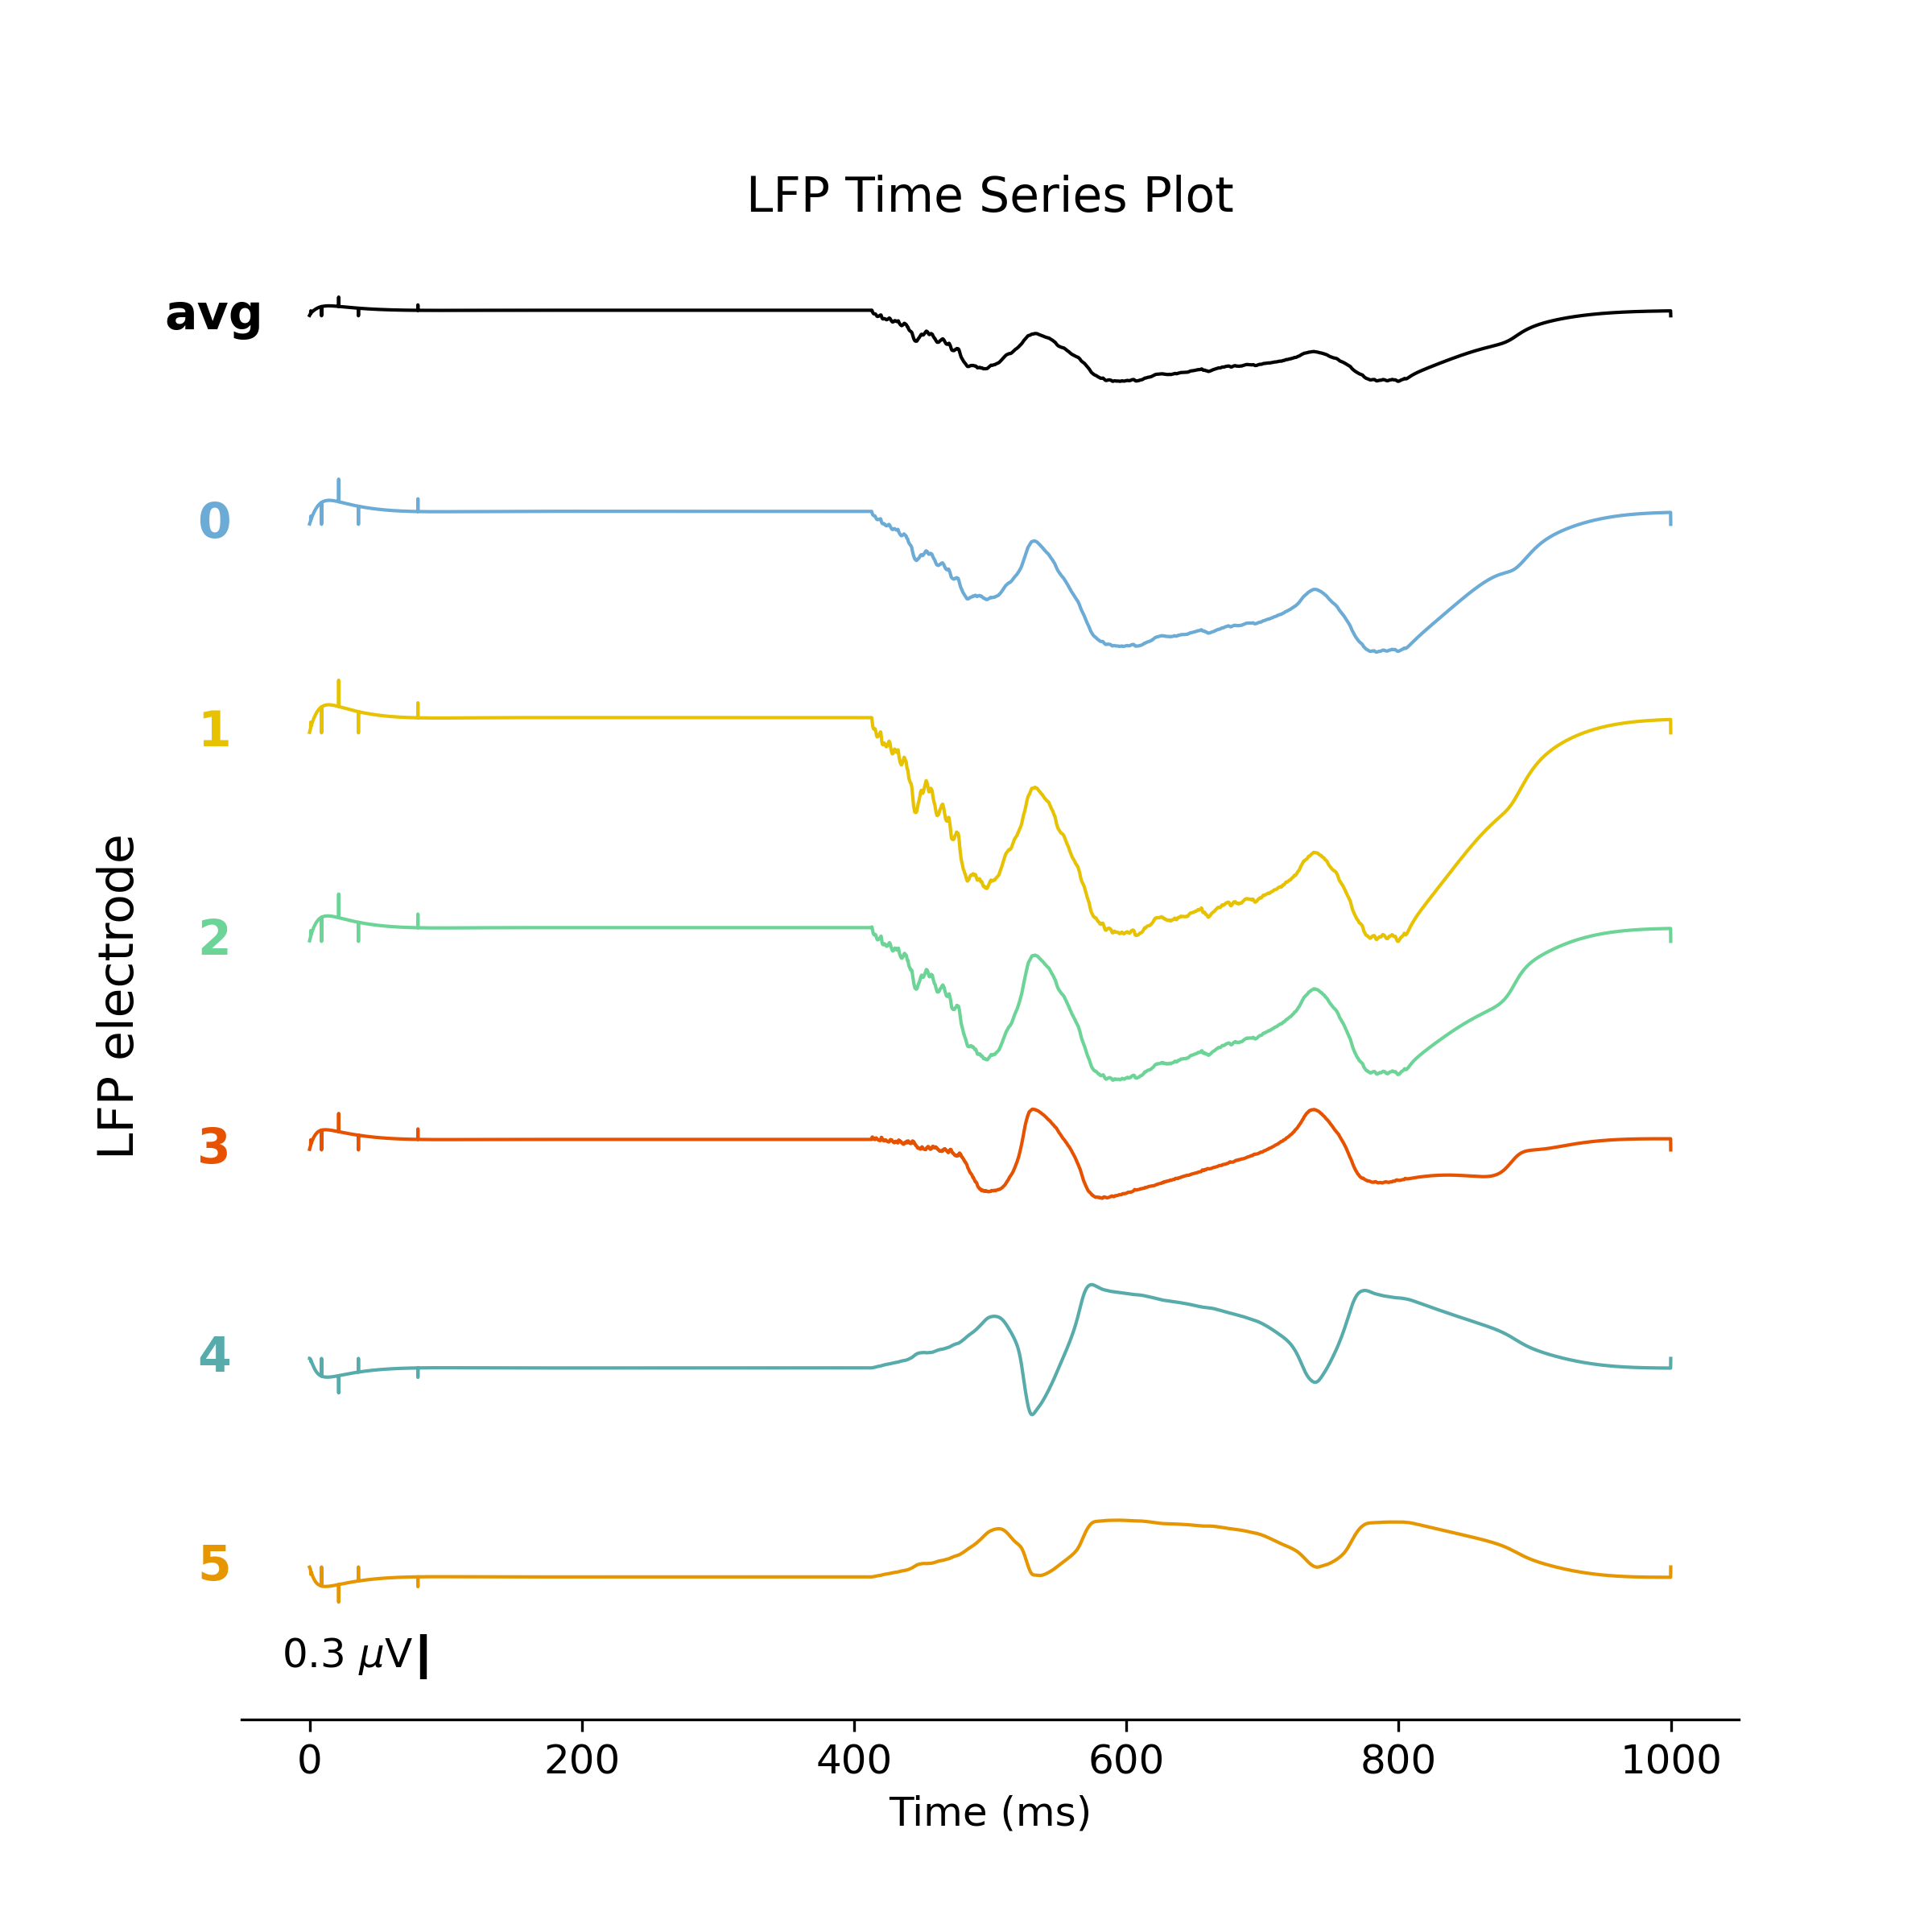 LFP Time Series Plot
avg
0
1
2
3
4
5
LFP electrode
0.3 μV
0 200 400 600 800 1000
Time (ms)